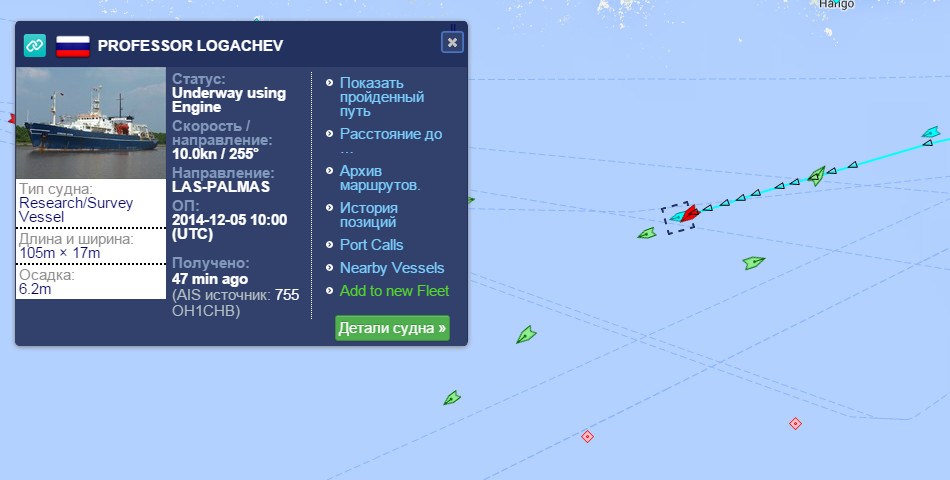 Hango
PROFESSOR LOGACHEV
Тип судна:
Research/Survey
Vessel
Длина и ширина:
105m × 17m
Осадка:
6.2m
Статус:
Underway using
Engine
Скорость /
направление:
10.0kn / 255°
Направление:
LAS-PALMAS
ОП:
2014-12-05 10:00
(UTC)
Получено:
47 min ago
(AIS источник: 755
OH1CHB)
Показать
пройденный
путь
Расстояние до
...
Архив
маршрутов.
История
позиций
Port Calls
Nearby Vessels
Add to new Fleet
Детали судна »